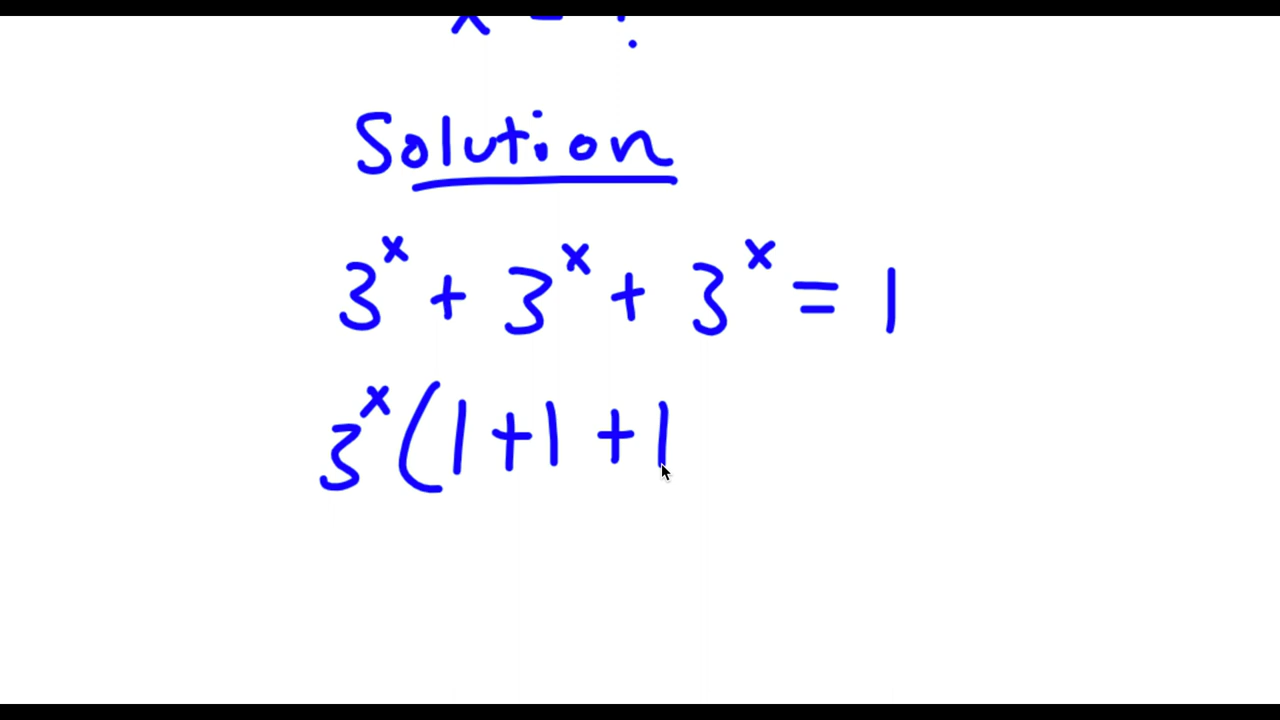 x = ?
Solution
3^x + 3^x + 3^x = 1
3^x (1 + 1 + 1